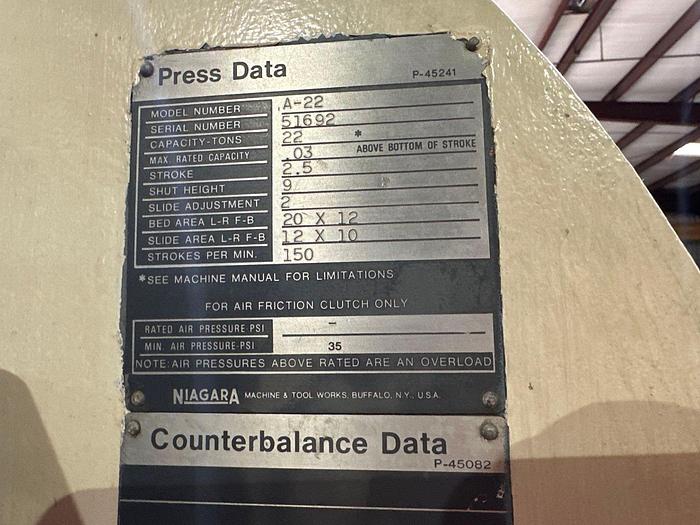 Press Data
P-45241
MODEL NUMBER A-22
SERIAL NUMBER 51692
CAPACITY-TONS 22 *
MAX. RATED CAPACITY .03 ABOVE BOTTOM OF STROKE
STROKE 2.5
SHUT HEIGHT 9
SLIDE ADJUSTMENT 2
BED AREA L-R F-B 20 X 12
SLIDE AREA L-R F-B 12 X 10
STROKES PER MIN. 150
*SEE MACHINE MANUAL FOR LIMITATIONS
FOR AIR FRICTION CLUTCH ONLY
RATED AIR PRESSURE-PSI -
MIN. AIR PRESSURE-PSI 35
NOTE: AIR PRESSURES ABOVE RATED ARE AN OVERLOAD
NIAGARA MACHINE & TOOL WORKS, BUFFALO, N.Y., U.S.A.
Counterbalance Data
P-45082